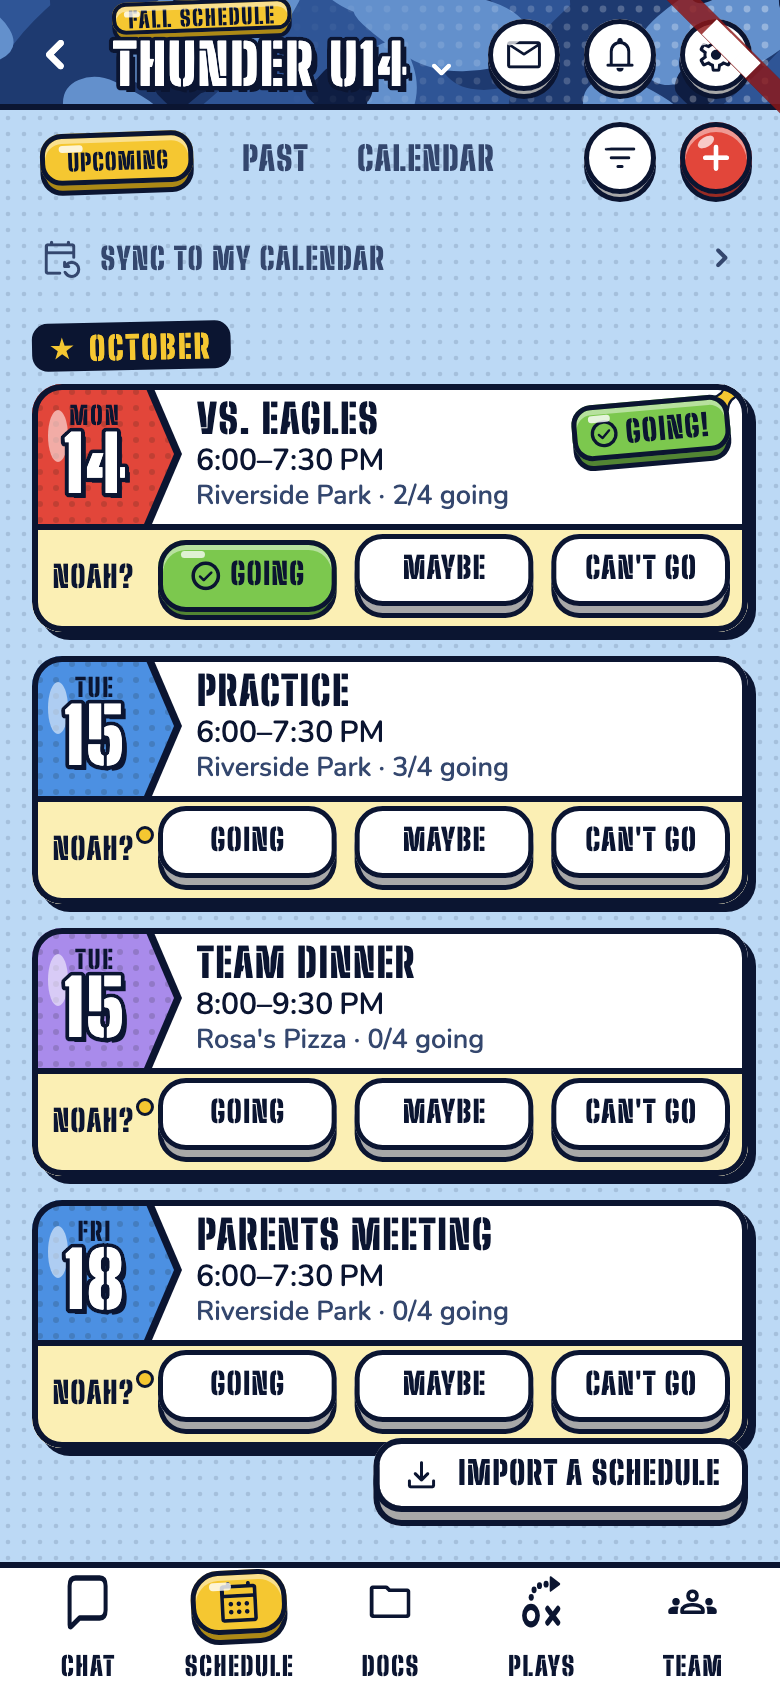 FALL SCHEDULE
THUNDER U14
UPCOMING
PAST
CALENDAR
SYNC TO MY CALENDAR
★ OCTOBER
MON
14
VS. EAGLES
6:00–7:30 PM
Riverside Park · 2/4 going
GOING!
NOAH?
GOING
MAYBE
CAN'T GO
TUE
15
PRACTICE
6:00–7:30 PM
Riverside Park · 3/4 going
NOAH?
GOING
MAYBE
CAN'T GO
TUE
15
TEAM DINNER
8:00–9:30 PM
Rosa's Pizza · 0/4 going
NOAH?
GOING
MAYBE
CAN'T GO
FRI
18
PARENTS MEETING
6:00–7:30 PM
Riverside Park · 0/4 going
NOAH?
GOING
MAYBE
CAN'T GO
IMPORT A SCHEDULE
CHAT
SCHEDULE
DOCS
PLAYS
TEAM